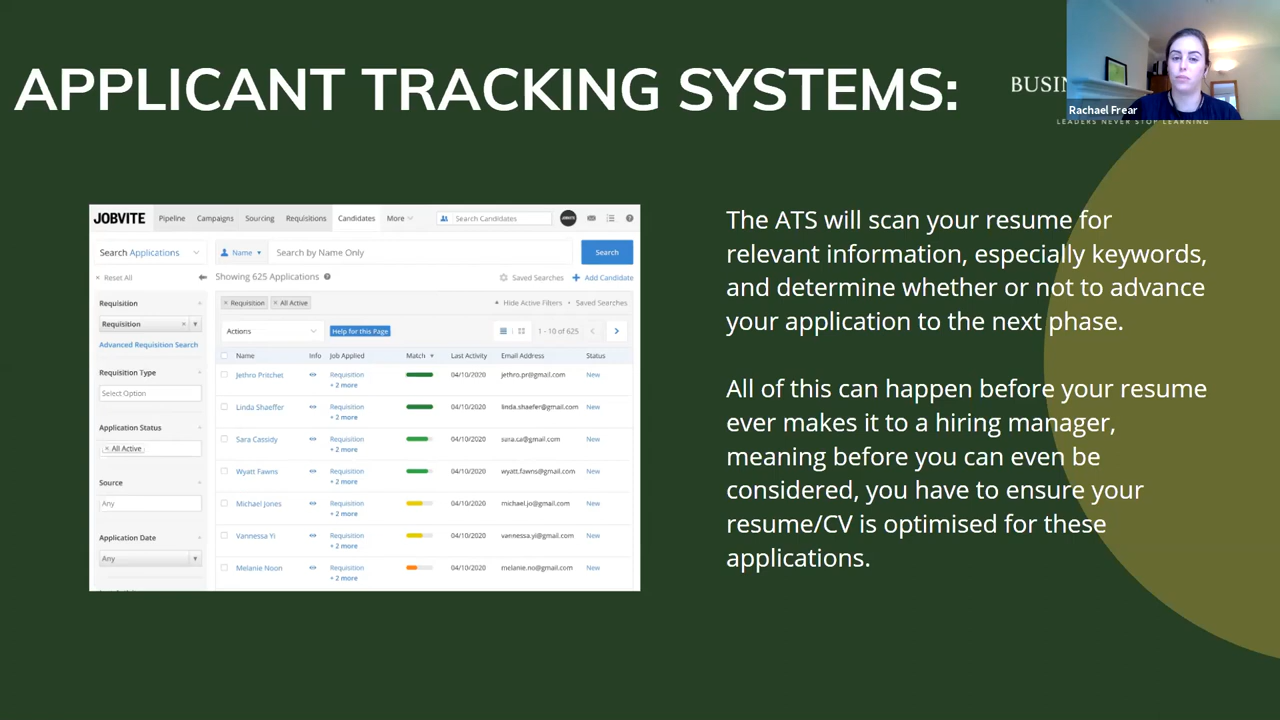 APPLICANT TRACKING SYSTEMS:
BUSIN
Rachael Frear
LEADERS NEVER STOP LEARNING
JOBVITE Pipeline Campaigns Sourcing Requisitions Candidates More Search Candidates JOBVITE ?
Search Applications Name Search by Name Only Search
× Reset All Showing 625 Applications ? Saved Searches + Add Candidate
Requisition × Requisition × All Active Hide Active Filters • Saved Searches
Requisition × Actions Help for this Page 1 - 10 of 625 < >
Advanced Requisition Search
Name Info Job Applied Match Last Activity Email Address Status
Requisition Type
Select Option
Application Status
× All Active
Source
Any
Application Date
Any
Jethro Pritchet Requisition 04/10/2020 jethro.pr@gmail.com New
+ 2 more
Linda Shaeffer Requisition 04/10/2020 linda.shaefer@gmail.com New
+ 2 more
Sara Cassidy Requisition 04/10/2020 sara.ca@gmail.com New
+ 2 more
Wyatt Fawns Requisition 04/10/2020 wyatt.fawns@gmail.com New
+ 2 more
Michael Jones Requisition 04/10/2020 michael.jo@gmail.com New
+ 2 more
Vannessa Yi Requisition 04/10/2020 vannessa.yi@gmail.com New
+ 2 more
Melanie Noon Requisition 04/10/2020 melanie.no@gmail.com New
+ 2 more
The ATS will scan your resume for
relevant information, especially keywords,
and determine whether or not to advance
your application to the next phase.
All of this can happen before your resume
ever makes it to a hiring manager,
meaning before you can even be
considered, you have to ensure your
resume/CV is optimised for these
applications.